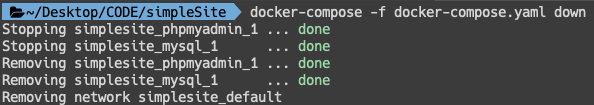 ~/Desktop/CODE/simpleSite docker-compose -f docker-compose.yaml down
Stopping simplesite_phpmyadmin_1 ... done
Stopping simplesite_mysql_1      ... done
Removing simplesite_phpmyadmin_1 ... done
Removing simplesite_mysql_1      ... done
Removing network simplesite_default